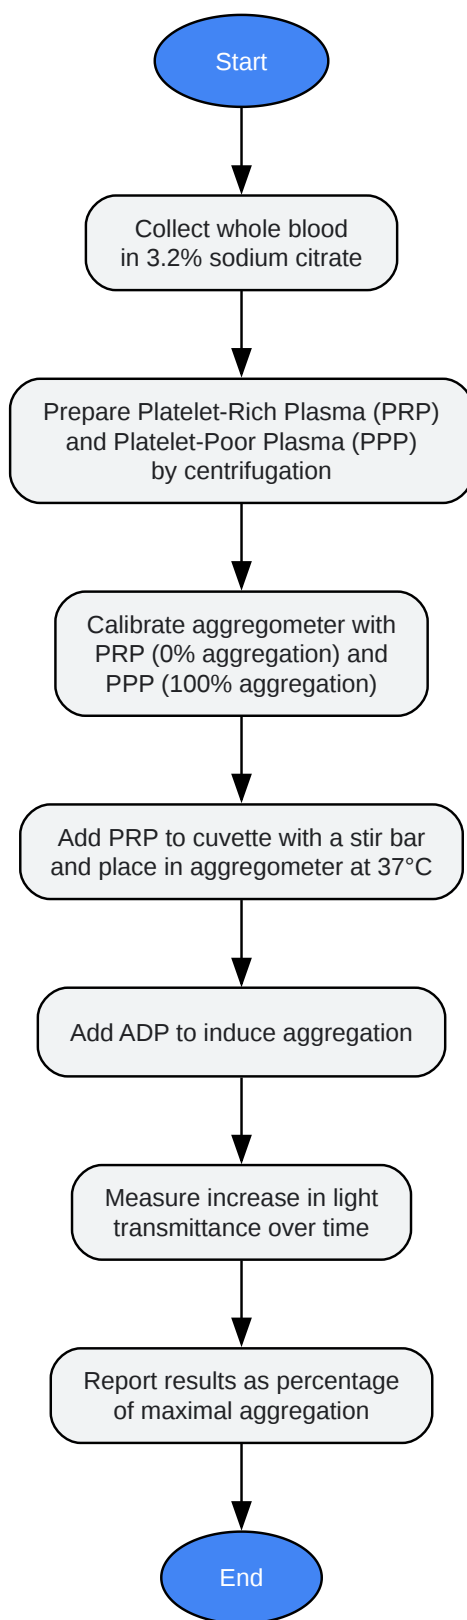 Start
Collect whole blood
in 3.2% sodium citrate
Prepare Platelet-Rich Plasma (PRP)
and Platelet-Poor Plasma (PPP)
by centrifugation
Calibrate aggregometer with
PRP (0% aggregation) and
PPP (100% aggregation)
Add PRP to cuvette with a stir bar
and place in aggregometer at 37°C
Add ADP to induce aggregation
Measure increase in light
transmittance over time
Report results as percentage
of maximal aggregation
End